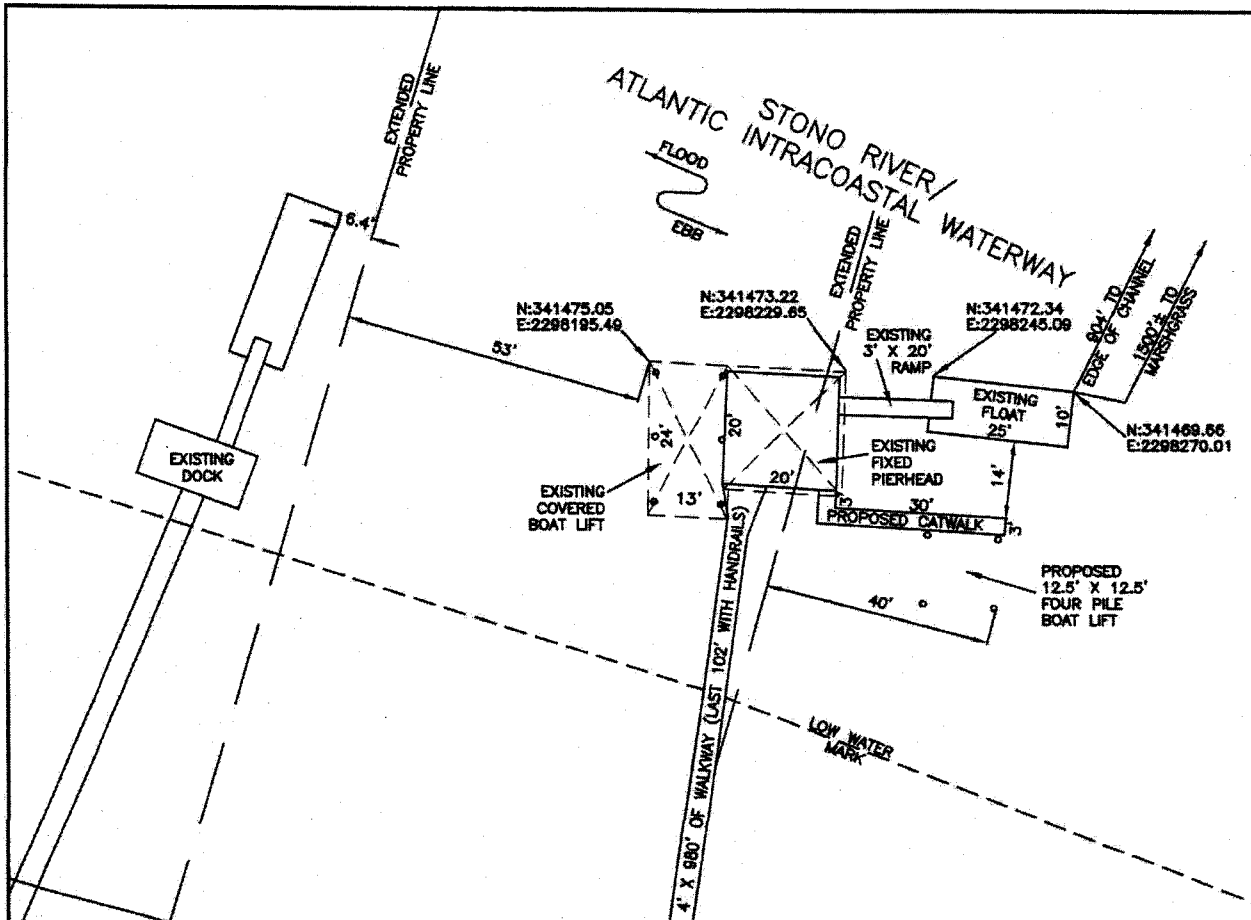 EXTENDED
PROPERTY LINE
STONO RIVER/
ATLANTIC INTRACOASTAL WATERWAY
FLOOD
EBB
6.4'
EXTENDED
PROPERTY LINE
904' TO
EDGE OF CHANNEL
1500'± TO
MARSHGRASS
N:341475.05
E:2298195.49
N:341473.22
E:2298229.65
N:341472.34
E:2298245.09
EXISTING
3' X 20'
RAMP
53'
EXISTING
FLOAT
25'
10'
N:341469.66
E:2298270.01
24'
20'
EXISTING
FIXED
PIERHEAD
20'
13'
EXISTING
COVERED
BOAT LIFT
14'
3'
30'
PROPOSED CATWALK
3'
EXISTING
DOCK
PROPOSED
12.5' X 12.5'
FOUR PILE
BOAT LIFT
40'
4' X 980' OF WALKWAY (LAST 102' WITH HANDRAILS)
LOW WATER
MARK